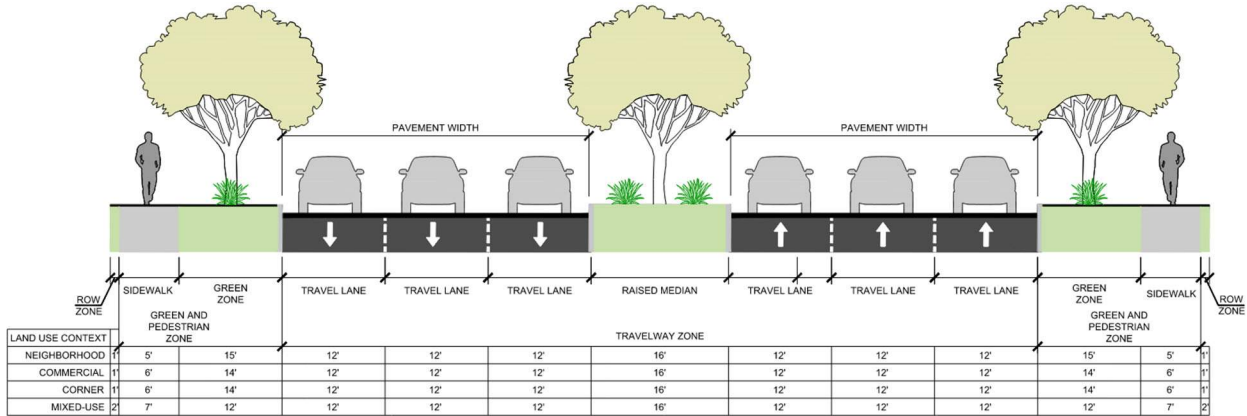 PAVEMENT WIDTH
PAVEMENT WIDTH
ROW
ZONE
SIDEWALK
GREEN
ZONE
TRAVEL LANE
TRAVEL LANE
TRAVEL LANE
RAISED MEDIAN
TRAVEL LANE
TRAVEL LANE
TRAVEL LANE
GREEN
ZONE
SIDEWALK
ROW
ZONE
GREEN AND
PEDESTRIAN
ZONE
TRAVELWAY ZONE
GREEN AND
PEDESTRIAN
ZONE
LAND USE CONTEXT
NEIGHBORHOOD 1' 5' 15' 12' 12' 12' 16' 12' 12' 12' 15' 5' 1'
COMMERCIAL 1' 6' 14' 12' 12' 12' 16' 12' 12' 12' 14' 6' 1'
CORNER 1' 6' 14' 12' 12' 12' 16' 12' 12' 12' 14' 6' 1'
MIXED-USE 2' 7' 12' 12' 12' 12' 16' 12' 12' 12' 12' 7' 2'